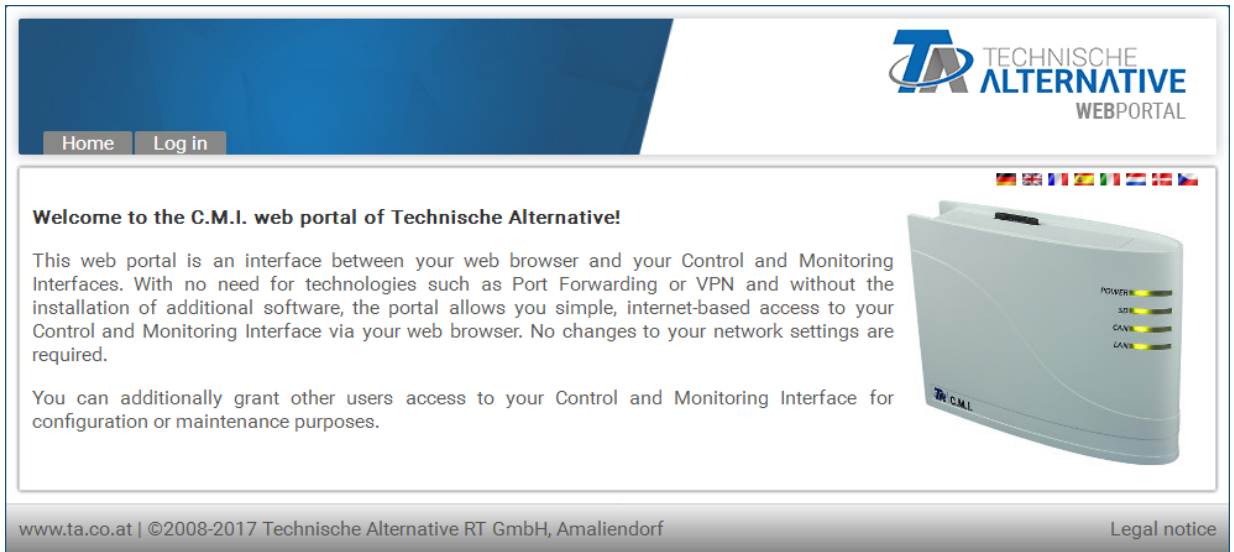 TECHNISCHE
ALTERNATIVE
WEBPORTAL
Home Log in
Welcome to the C.M.I. web portal of Technische Alternative!
This web portal is an interface between your web browser and your Control and Monitoring
Interfaces. With no need for technologies such as Port Forwarding or VPN and without the
installation of additional software, the portal allows you simple, internet-based access to your
Control and Monitoring Interface via your web browser. No changes to your network settings are
required.
You can additionally grant other users access to your Control and Monitoring Interface for
configuration or maintenance purposes.
POWER
SD
CAN
LAN
TA C.M.I.
www.ta.co.at | ©2008-2017 Technische Alternative RT GmbH, Amaliendorf Legal notice